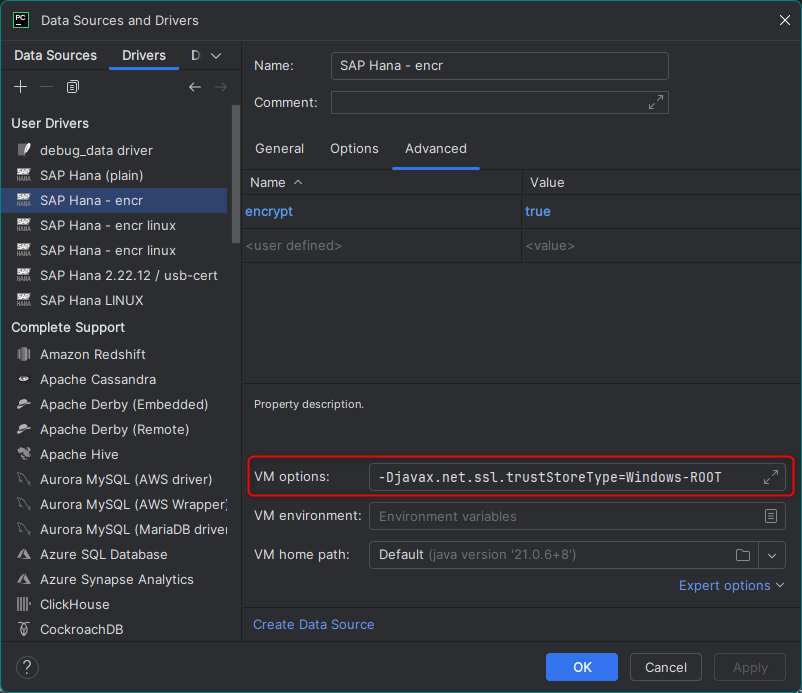 PC
Data Sources and Drivers
Data Sources
Drivers
D
Name:
SAP Hana - encr
Comment:
User Drivers
debug_data driver
SAP Hana (plain)
SAP Hana - encr
SAP Hana - encr linux
SAP Hana - encr linux
SAP Hana 2.22.12 / usb-cert
SAP Hana LINUX
Complete Support
Amazon Redshift
Apache Cassandra
Apache Derby (Embedded)
Apache Derby (Remote)
Apache Hive
Aurora MySQL (AWS driver)
Aurora MySQL (AWS Wrapper)
Aurora MySQL (MariaDB driver
Azure SQL Database
Azure Synapse Analytics
ClickHouse
CockroachDB
General
Options
Advanced
Name
Value
encrypt
true
<user defined>
<value>
Property description.
VM options:
-Djavax.net.ssl.trustStoreType=Windows-ROOT
VM environment:
Environment variables
VM home path:
Default (java version '21.0.6+8')
Expert options
Create Data Source
?
OK
Cancel
Apply